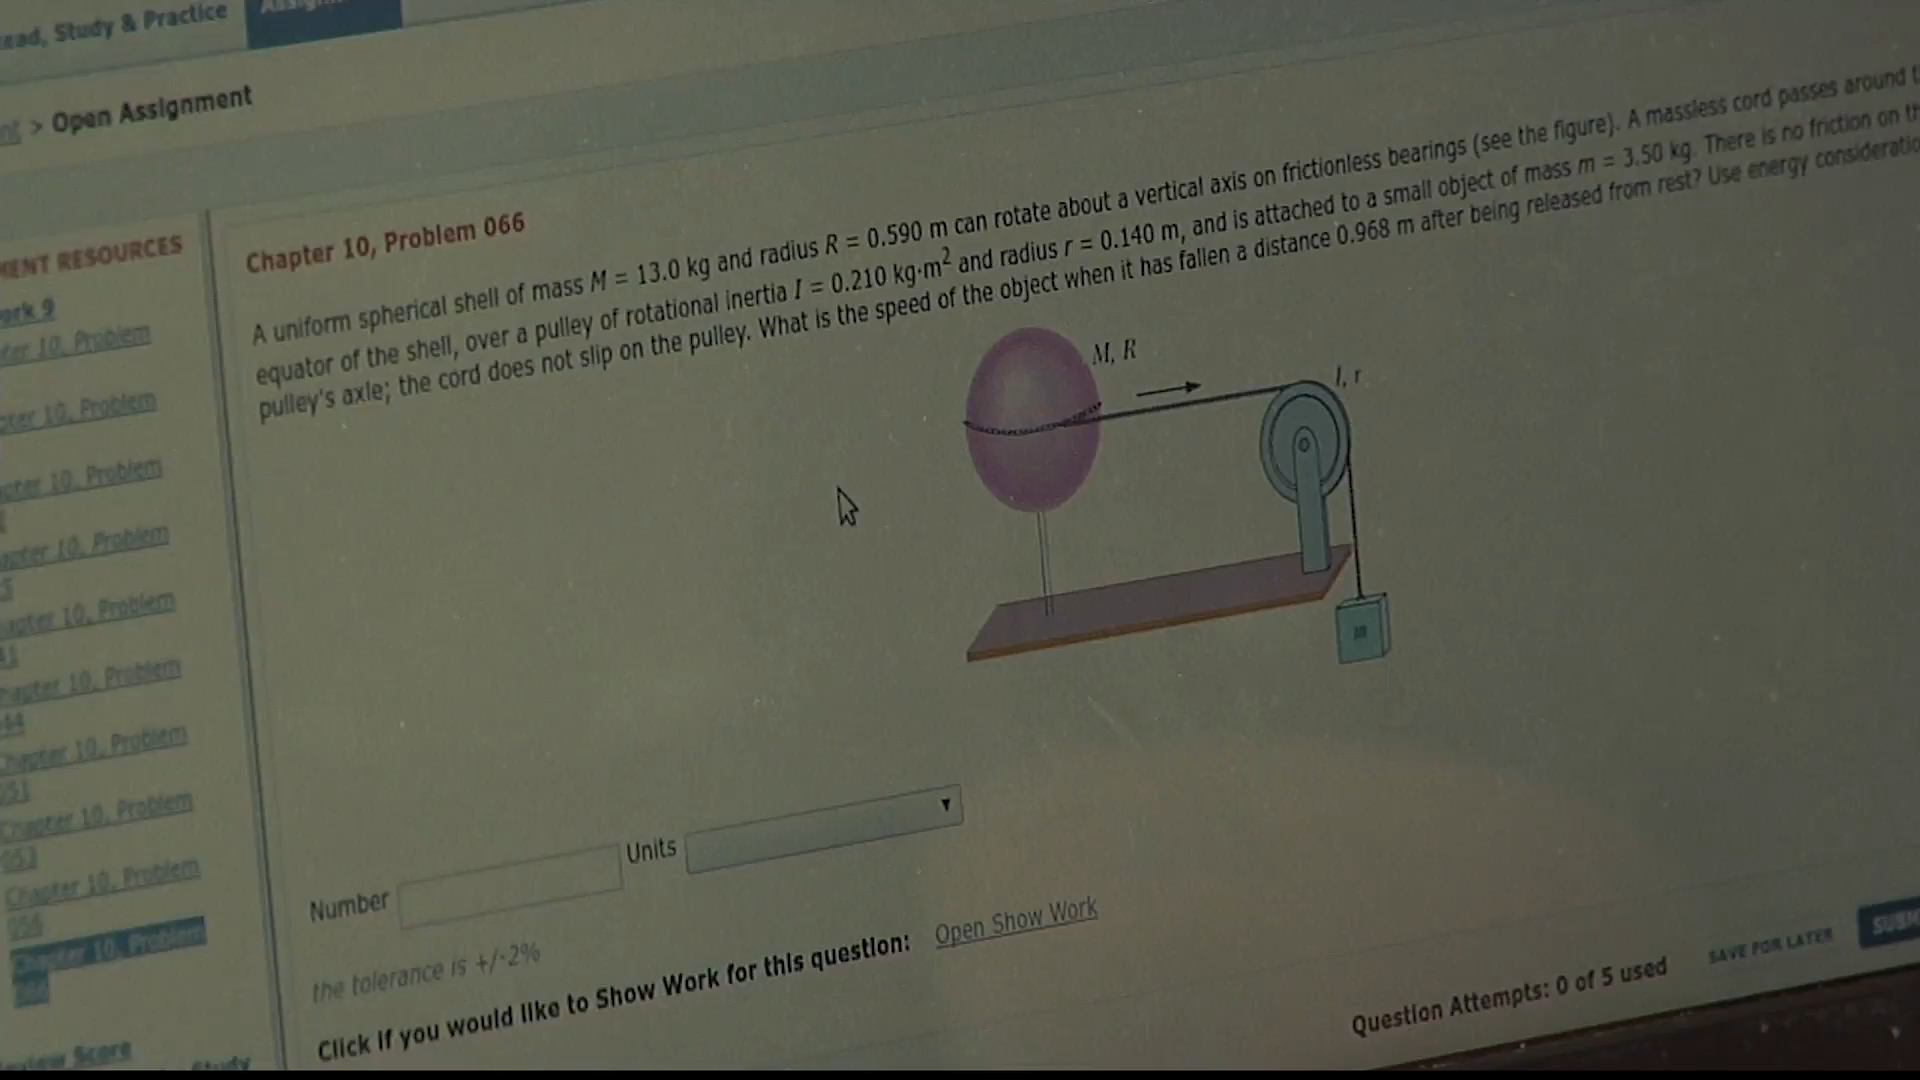 Study & Practice
> Open Assignment
RESOURCES
Chapter 10, Problem 066
A uniform spherical shell of mass M = 13.0 kg and radius R = 0.590 m can rotate about a vertical axis on frictionless bearings (see the figure). A massless cord passes around
equator of the shell, over a pulley of rotational inertia I = 0.210 kg·m² and radius r = 0.140 m, and is attached to a small object of mass m = 3.50 kg. There is no friction on
pulley's axle; the cord does not slip on the pulley. What is the speed of the object when it has fallen a distance 0.968 m after being released from rest? Use energy
M, R
I, r
m
10, Problem
10, Problem
10, Problem
10, Problem
10, Problem
10, Problem
Chapter 10, Problem
051
Chapter 10, Problem
053
Chapter 10, Problem
Chapter 10, Problem
Score
Study
Number
Units
the tolerance is +/-2%
Click if you would like to Show Work for this question:
Open Show Work
Question Attempts: 0 of 5 used
SAVE FOR LATER